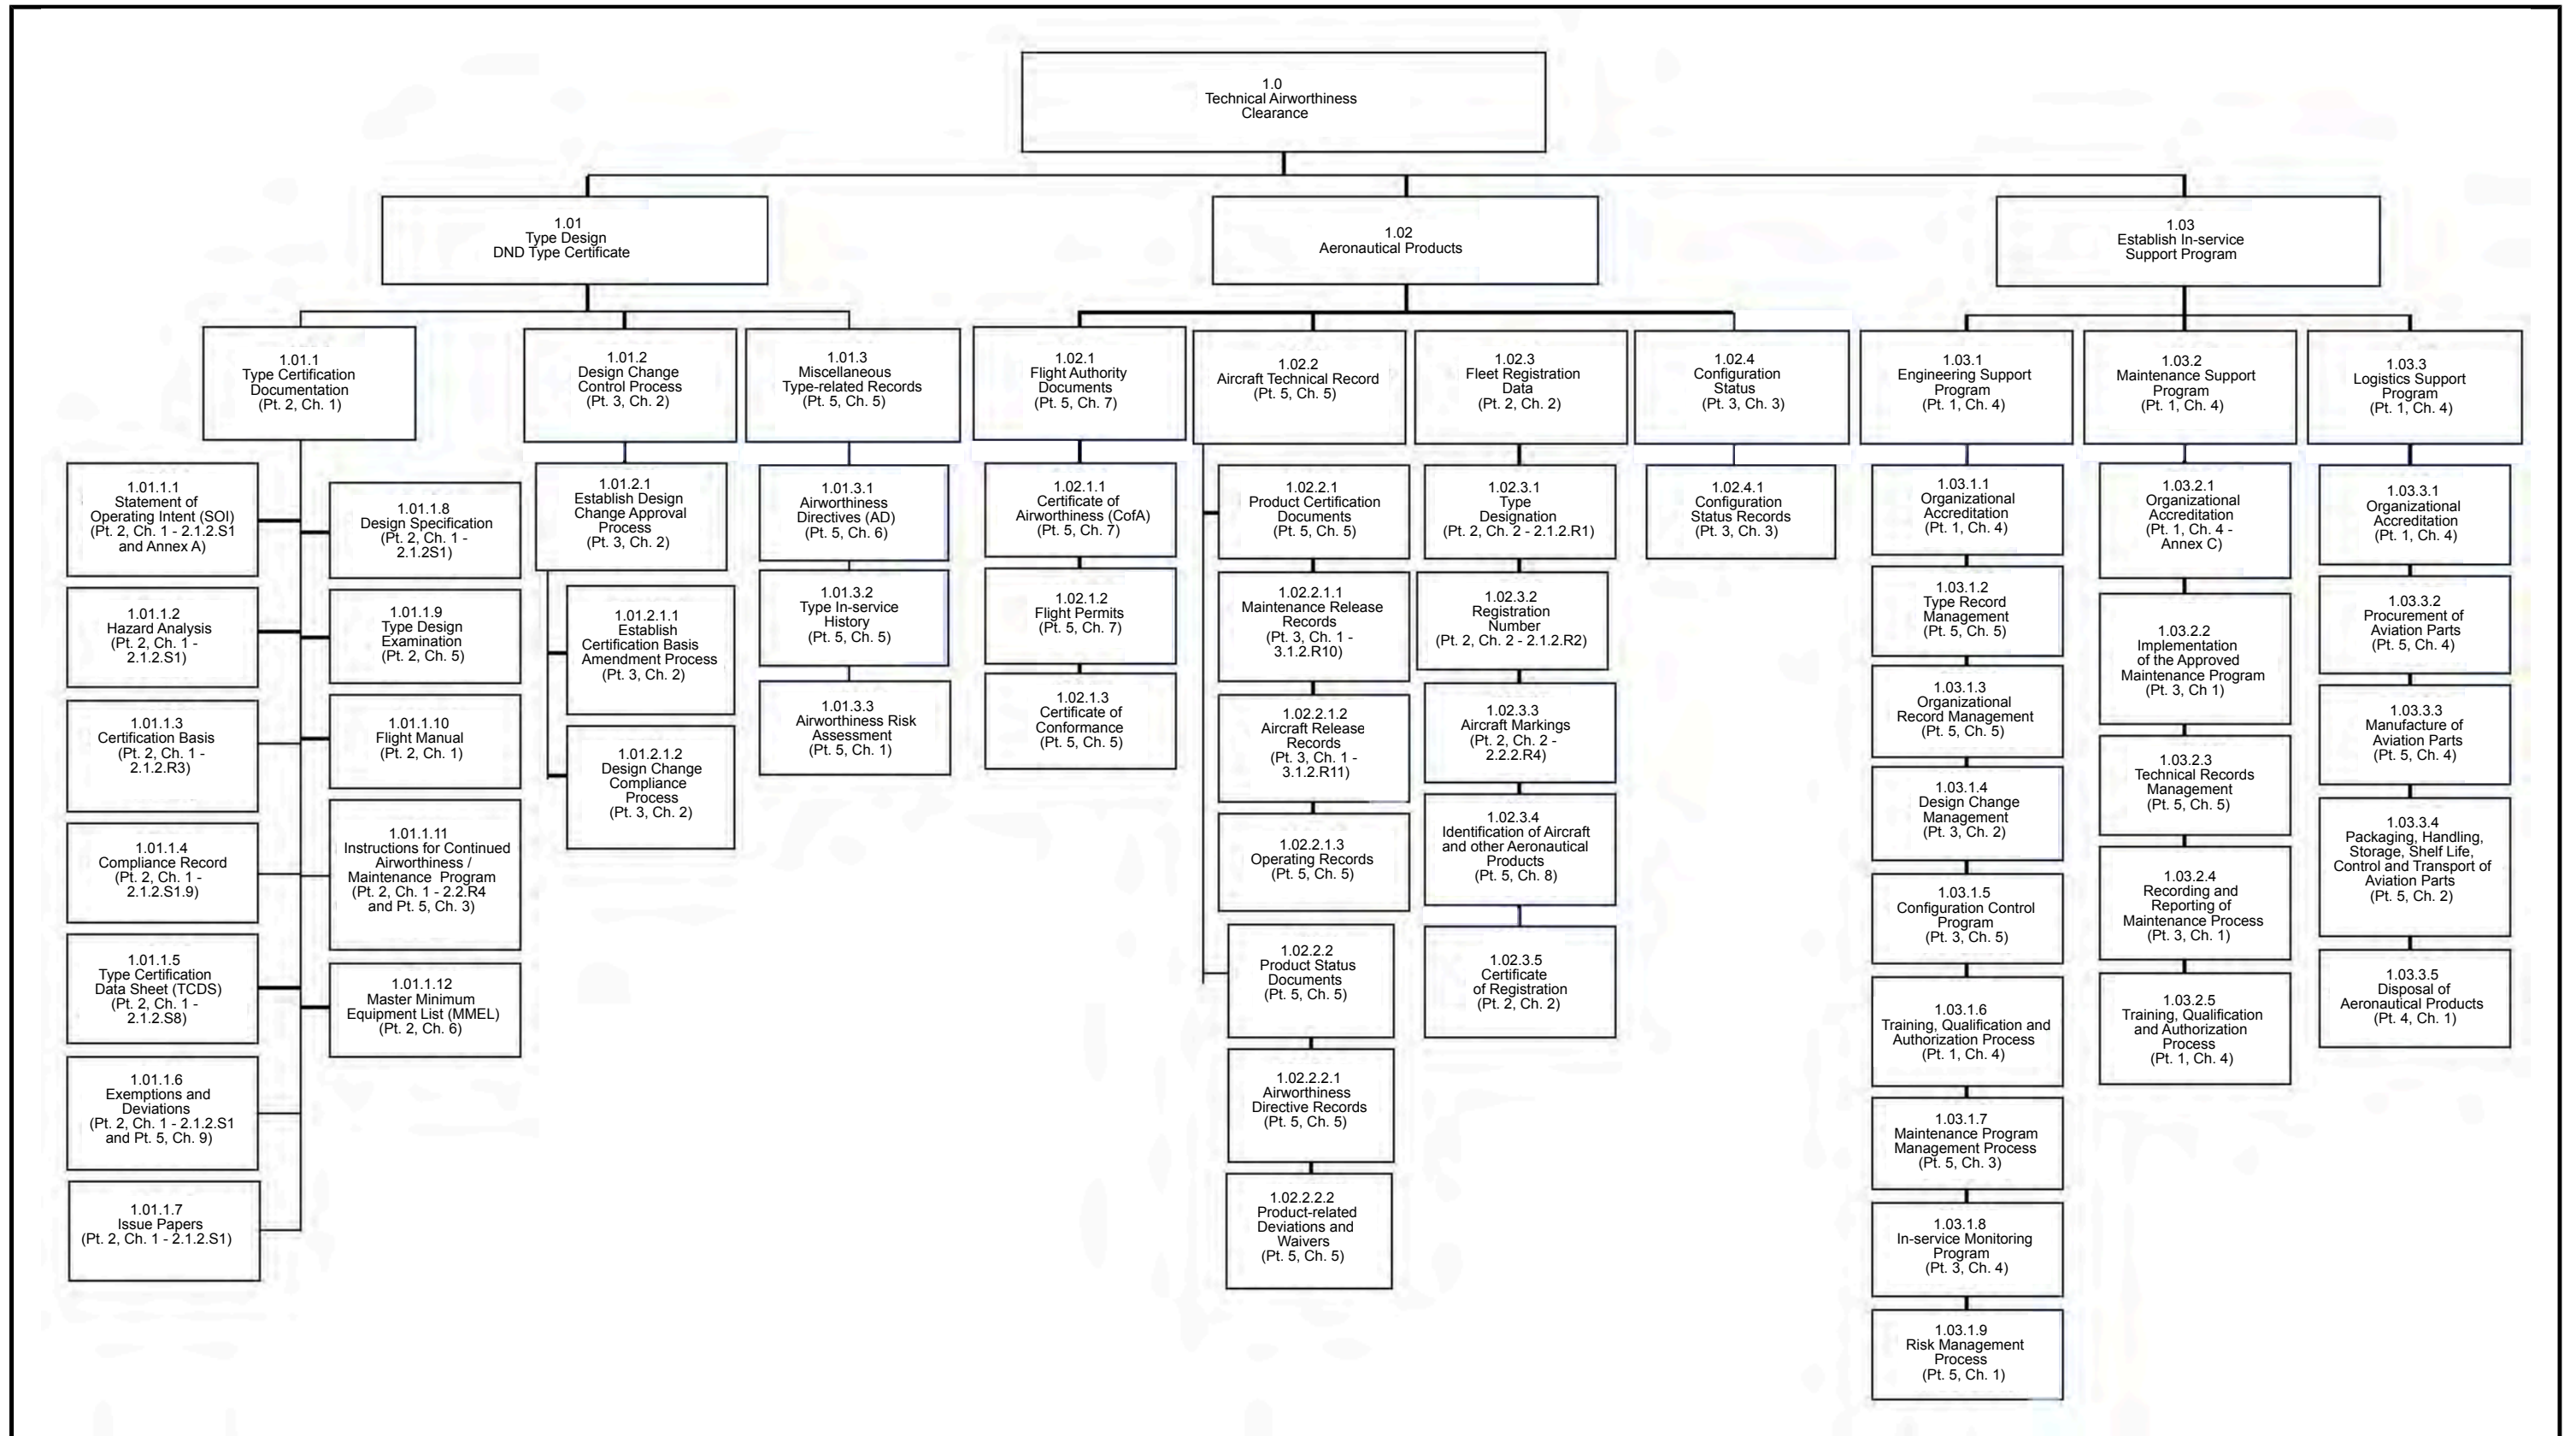 1.0
Technical Airworthiness
Clearance
1.01
Type Design
DND Type Certificate
1.02
Aeronautical Products
1.03
Establish In-service
Support Program
1.01.1
Type Certification
Documentation
(Pt. 2, Ch. 1)
1.01.2
Design Change
Control Process
(Pt. 3, Ch. 2)
1.01.3
Miscellaneous
Type-related Records
(Pt. 5, Ch. 5)
1.02.1
Flight Authority
Documents
(Pt. 5, Ch. 7)
1.02.2
Aircraft Technical Record
(Pt. 5, Ch. 5)
1.02.3
Fleet Registration
Data
(Pt. 2, Ch. 2)
1.02.4
Configuration
Status
(Pt. 3, Ch. 3)
1.03.1
Engineering Support
Program
(Pt. 1, Ch. 4)
1.03.2
Maintenance Support
Program
(Pt. 1, Ch. 4)
1.03.3
Logistics Support
Program
(Pt. 1, Ch. 4)
1.01.1.1
Statement of
Operating Intent (SOI)
(Pt. 2, Ch. 1 - 2.1.2.S1
and Annex A)
1.01.1.2
Hazard Analysis
(Pt. 2, Ch. 1 -
2.1.2.S1)
1.01.1.3
Certification Basis
(Pt. 2, Ch. 1 -
2.1.2.R3)
1.01.1.4
Compliance Record
(Pt. 2, Ch. 1 -
2.1.2.S1.9)
1.01.1.5
Type Certification
Data Sheet (TCDS)
(Pt. 2, Ch. 1 -
2.1.2.S8)
1.01.1.6
Exemptions and
Deviations
(Pt. 2, Ch. 1 - 2.1.2.S1
and Pt. 5, Ch. 9)
1.01.1.7
Issue Papers
(Pt. 2, Ch. 1 - 2.1.2.S1)
1.01.1.8
Design Specification
(Pt. 2, Ch. 1 -
2.1.2S1)
1.01.1.9
Type Design
Examination
(Pt. 2, Ch. 5)
1.01.1.10
Flight Manual
(Pt. 2, Ch. 1)
1.01.1.11
Instructions for Continued
Airworthiness /
Maintenance Program
(Pt. 2, Ch. 1 - 2.2.R4
and Pt. 5, Ch. 3)
1.01.1.12
Master Minimum
Equipment List (MMEL)
(Pt. 2, Ch. 6)
1.01.2.1
Establish Design
Change Approval
Process
(Pt. 3, Ch. 2)
1.01.2.1.1
Establish
Certification Basis
Amendment Process
(Pt. 3, Ch. 2)
1.01.2.1.2
Design Change
Compliance
Process
(Pt. 3, Ch. 2)
1.01.3.1
Airworthiness
Directives (AD)
(Pt. 5, Ch. 6)
1.01.3.2
Type In-service
History
(Pt. 5, Ch. 5)
1.01.3.3
Airworthiness Risk
Assessment
(Pt. 5, Ch. 1)
1.02.1.1
Certificate of
Airworthiness (CofA)
(Pt. 5, Ch. 7)
1.02.1.2
Flight Permits
(Pt. 5, Ch. 7)
1.02.1.3
Certificate of
Conformance
(Pt. 5, Ch. 5)
1.02.2.1
Product Certification
Documents
(Pt. 5, Ch. 5)
1.02.2.1.1
Maintenance Release
Records
(Pt. 3, Ch. 1 -
3.1.2.R10)
1.02.2.1.2
Aircraft Release
Records
(Pt. 3, Ch. 1 -
3.1.2.R11)
1.02.2.1.3
Operating Records
(Pt. 5, Ch. 5)
1.02.2.2
Product Status
Documents
(Pt. 5, Ch. 5)
1.02.2.2.1
Airworthiness
Directive Records
(Pt. 5, Ch. 5)
1.02.2.2.2
Product-related
Deviations and
Waivers
(Pt. 5, Ch. 5)
1.02.3.1
Type
Designation
(Pt. 2, Ch. 2 - 2.1.2.R1)
1.02.3.2
Registration
Number
(Pt. 2, Ch. 2 - 2.1.2.R2)
1.02.3.3
Aircraft Markings
(Pt. 2, Ch. 2 -
2.2.2.R4)
1.02.3.4
Identification of Aircraft
and other Aeronautical
Products
(Pt. 5, Ch. 8)
1.02.3.5
Certificate
of Registration
(Pt. 2, Ch. 2)
1.02.4.1
Configuration
Status Records
(Pt. 3, Ch. 3)
1.03.1.1
Organizational
Accreditation
(Pt. 1, Ch. 4)
1.03.1.2
Type Record
Management
(Pt. 5, Ch. 5)
1.03.1.3
Organizational
Record Management
(Pt. 5, Ch. 5)
1.03.1.4
Design Change
Management
(Pt. 3, Ch. 2)
1.03.1.5
Configuration Control
Program
(Pt. 3, Ch. 5)
1.03.1.6
Training, Qualification and
Authorization Process
(Pt. 1, Ch. 4)
1.03.1.7
Maintenance Program
Management Process
(Pt. 5, Ch. 3)
1.03.1.8
In-service Monitoring
Program
(Pt. 3, Ch. 4)
1.03.1.9
Risk Management
Process
(Pt. 5, Ch. 1)
1.03.2.1
Organizational
Accreditation
(Pt. 1, Ch. 4 -
Annex C)
1.03.2.2
Implementation
of the Approved
Maintenance Program
(Pt. 3, Ch 1)
1.03.2.3
Technical Records
Management
(Pt. 5, Ch. 5)
1.03.2.4
Recording and
Reporting of
Maintenance Process
(Pt. 3, Ch. 1)
1.03.2.5
Training, Qualification
and Authorization
Process
(Pt. 1, Ch. 4)
1.03.3.1
Organizational
Accreditation
(Pt. 1, Ch. 4)
1.03.3.2
Procurement of
Aviation Parts
(Pt. 5, Ch. 4)
1.03.3.3
Manufacture of
Aviation Parts
(Pt. 5, Ch. 4)
1.03.3.4
Packaging, Handling,
Storage, Shelf Life,
Control and Transport of
Aviation Parts
(Pt. 5, Ch. 2)
1.03.3.5
Disposal of
Aeronautical Products
(Pt. 4, Ch. 1)